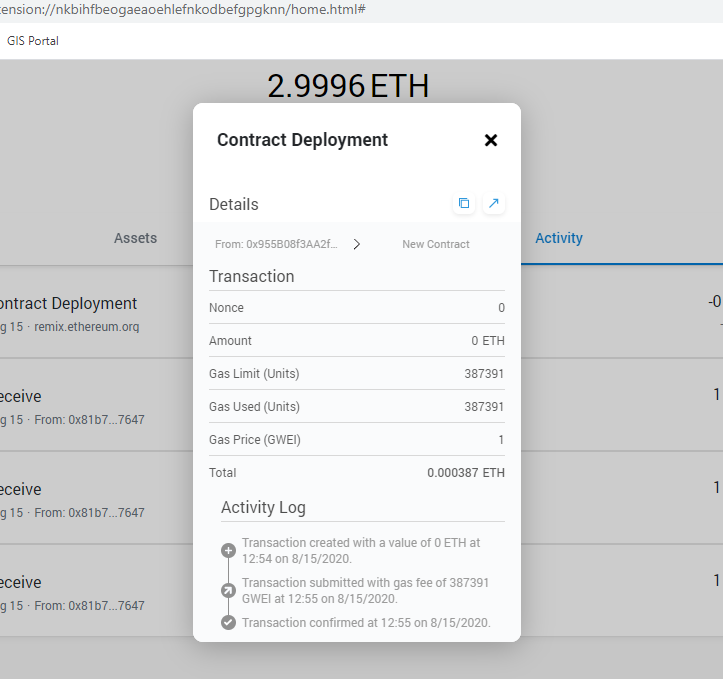 tension://nkbihfbeogaeaoehlefnkodbefgpgknn/home.html#
GIS Portal
2.9996 ETH
Contract Deployment
Details
From: 0x955B08f3AA2f...
New Contract
Assets
Activity
Transaction
Nonce 0
Amount 0 ETH
Gas Limit (Units) 387391
Gas Used (Units) 387391
Gas Price (GWEI) 1
Total 0.000387 ETH
Activity Log
Transaction created with a value of 0 ETH at
12:54 on 8/15/2020.
Transaction submitted with gas fee of 387391
GWEI at 12:55 on 8/15/2020.
Transaction confirmed at 12:55 on 8/15/2020.
ontract Deployment -0
g 15 · remix.ethereum.org
eceive 1
g 15 · From: 0x81b7...7647
eceive 1
g 15 · From: 0x81b7...7647
eceive 1
g 15 · From: 0x81b7...7647